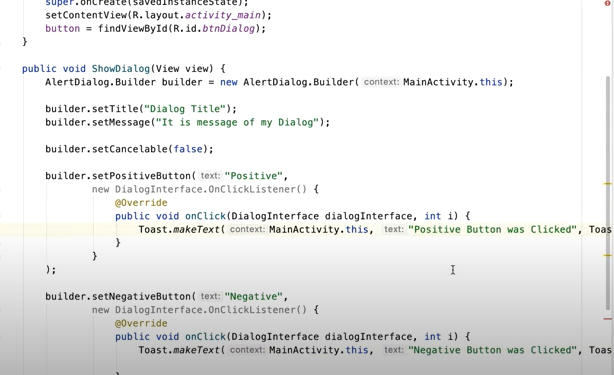 super.onCreate(savedInstanceState);
setContentView(R.layout.activity_main);
button = findViewById(R.id.btnDialog);
}
public void ShowDialog(View view) {
AlertDialog.Builder builder = new AlertDialog.Builder( context: MainActivity.this);
builder.setTitle("Dialog Title");
builder.setMessage("It is message of my Dialog");
builder.setCancelable(false);
builder.setPositiveButton( text: "Positive",
new DialogInterface.OnClickListener() {
@Override
public void onClick(DialogInterface dialogInterface, int i) {
Toast.makeText( context: MainActivity.this, text: "Positive Button was Clicked", Toas
}
}
);
builder.setNegativeButton( text: "Negative",
new DialogInterface.OnClickListener() {
@Override
public void onClick(DialogInterface dialogInterface, int i) {
Toast.makeText( context: MainActivity.this, text: "Negative Button was Clicked", Toas
}